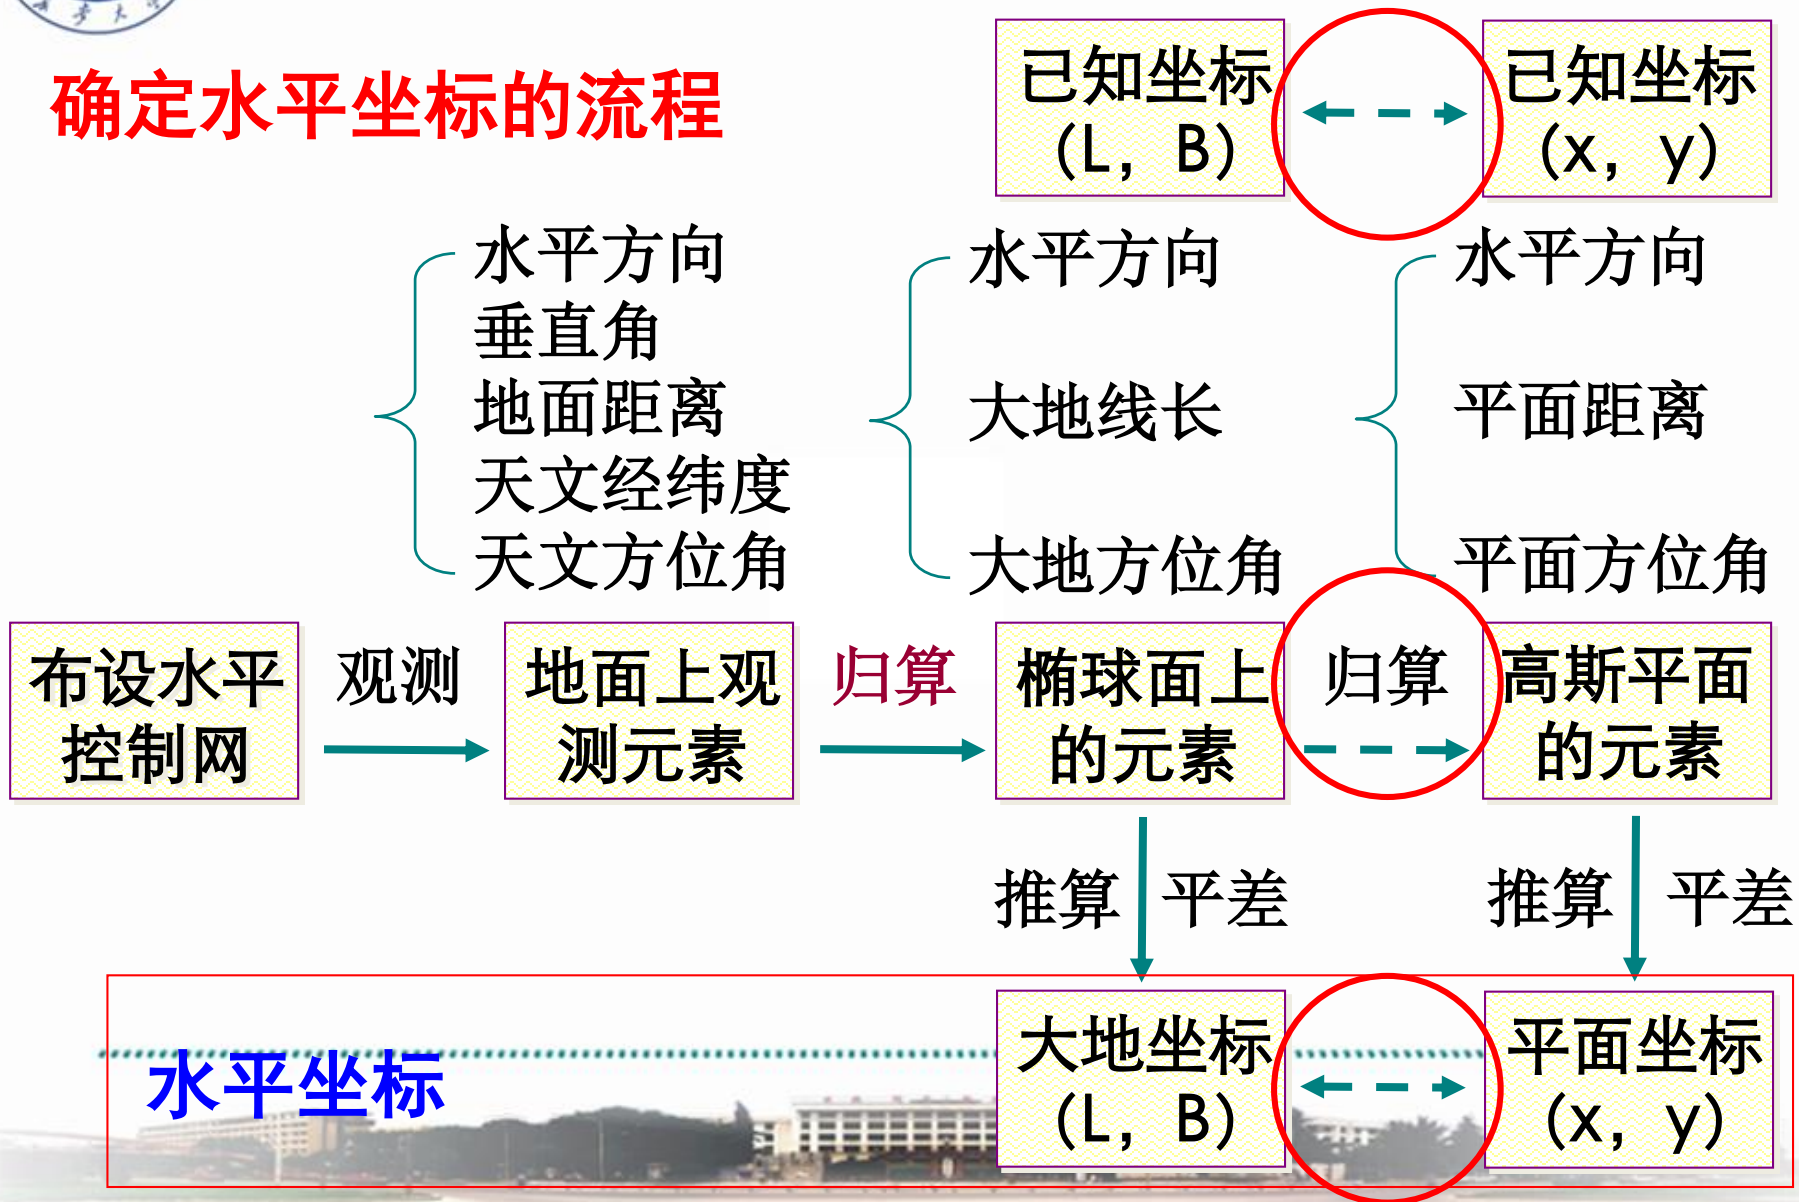 确定水平坐标的流程
已知坐标
(L, B)
已知坐标
(x, y)
水平方向
垂直角
地面距离
天文经纬度
天文方位角
水平方向
大地线长
大地方位角
水平方向
平面距离
平面方位角
布设水平
控制网
观测
地面上观
测元素
归算
椭球面上
的元素
归算
高斯平面
的元素
推算 平差
推算 平差
水平坐标
大地坐标
(L, B)
平面坐标
(x, y)